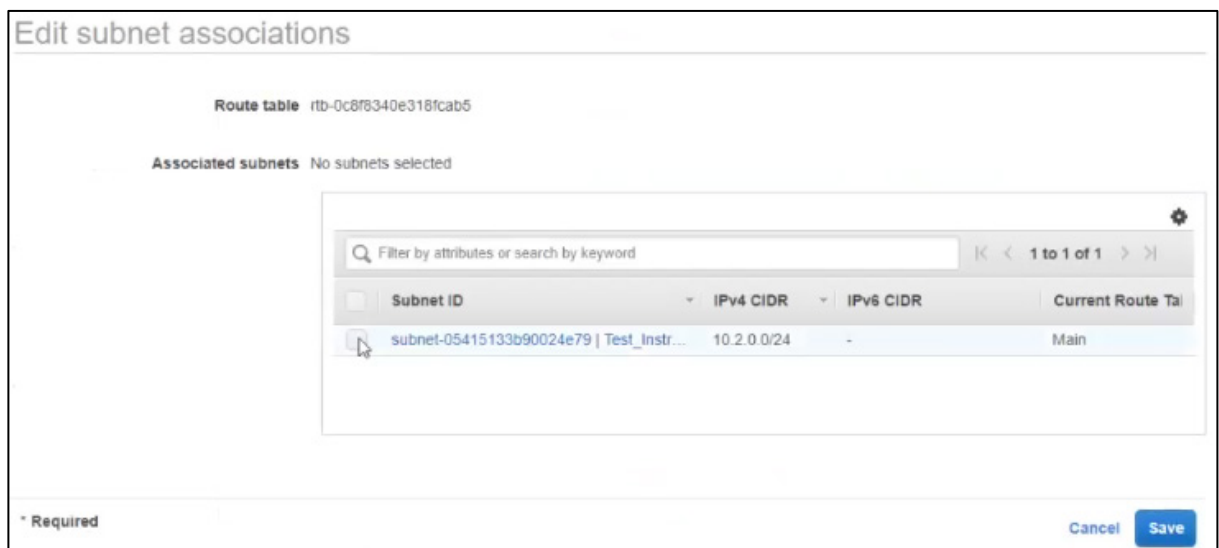 Edit subnet associations
Route table rtb-0c8f8340e318fcab5
Associated subnets No subnets selected
Filter by attributes or search by keyword
1 to 1 of 1
Subnet ID IPv4 CIDR IPv6 CIDR Current Route Ta
subnet-05415133b90024e79 | Test_Instr... 10.2.0.0/24 - Main
* Required
Cancel Save